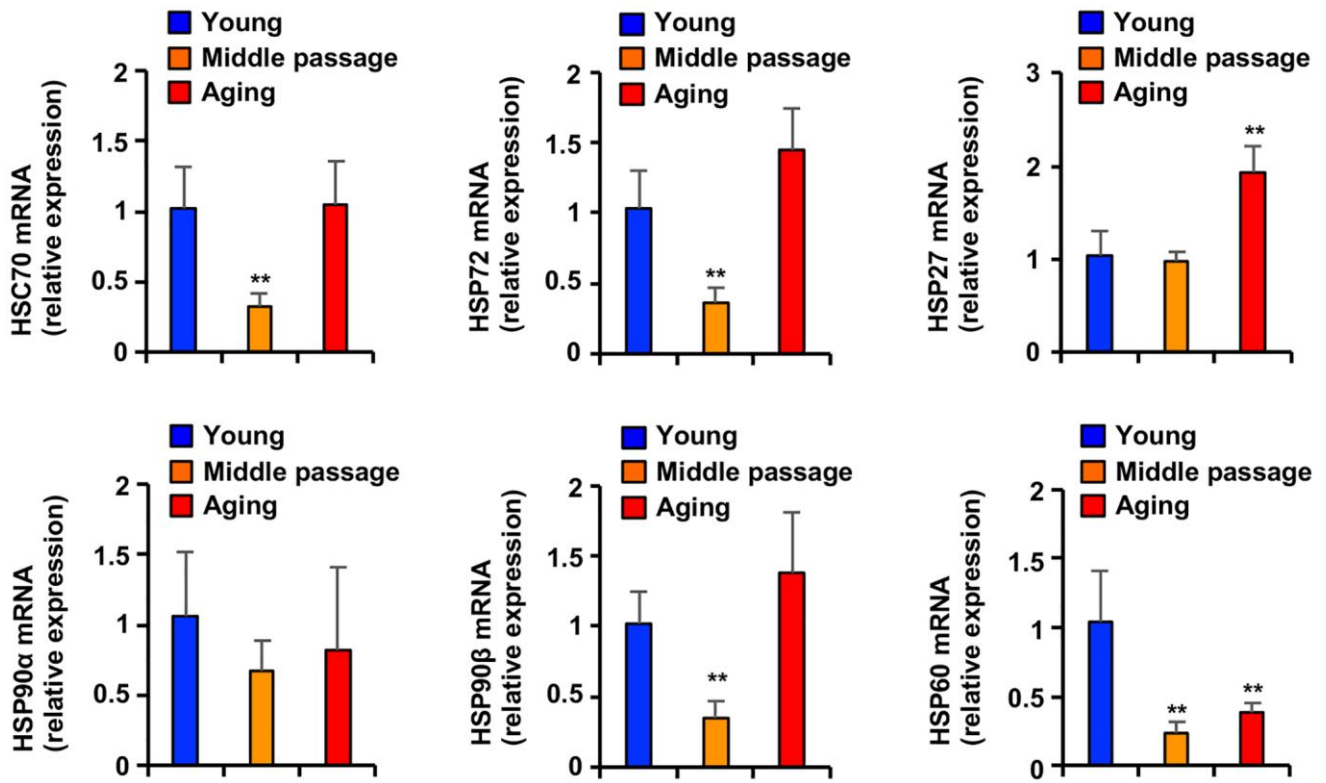 Young
Middle passage
Aging
HSC70 mRNA
(relative expression)
2
1.5
1
0.5
0
**
Young
Middle passage
Aging
HSP72 mRNA
(relative expression)
2
1.5
1
0.5
0
**
Young
Middle passage
Aging
HSP27 mRNA
(relative expression)
3
2
1
0
**
Young
Middle passage
Aging
HSP90α mRNA
(relative expression)
2
1.5
1
0.5
0
Young
Middle passage
Aging
HSP90β mRNA
(relative expression)
2
1.5
1
0.5
0
**
Young
Middle passage
Aging
HSP60 mRNA
(relative expression)
2
1.5
1
0.5
0
**
**